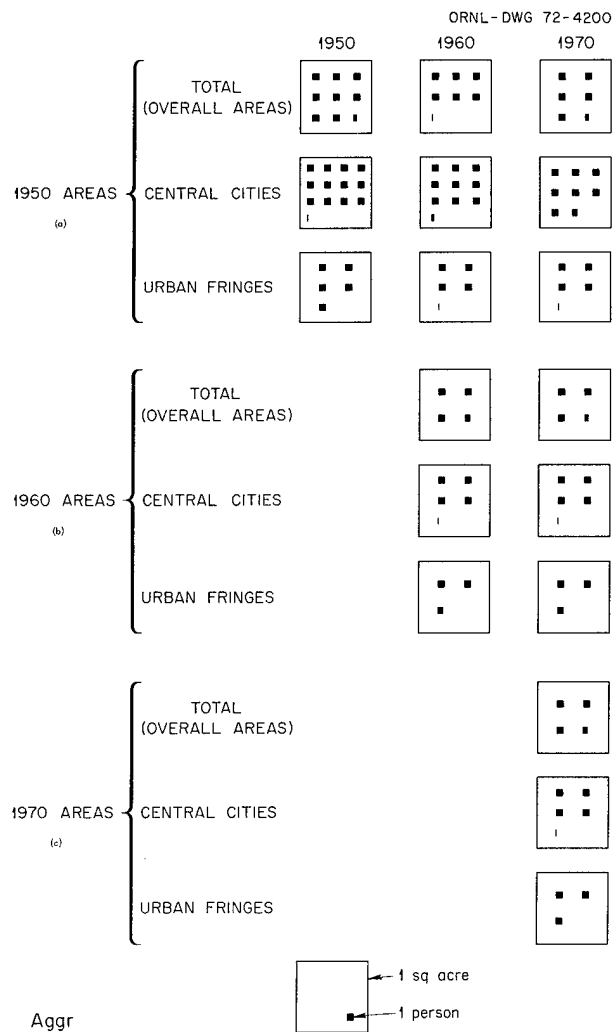 ORNL-DWG 72-4200
1950 1960 1970
TOTAL
(OVERALL AREAS)
1950 AREAS CENTRAL CITIES
(a)
URBAN FRINGES
TOTAL
(OVERALL AREAS)
1960 AREAS CENTRAL CITIES
(b)
URBAN FRINGES
TOTAL
(OVERALL AREAS)
1970 AREAS CENTRAL CITIES
(c)
URBAN FRINGES
1 sq acre
1 person
Aggr